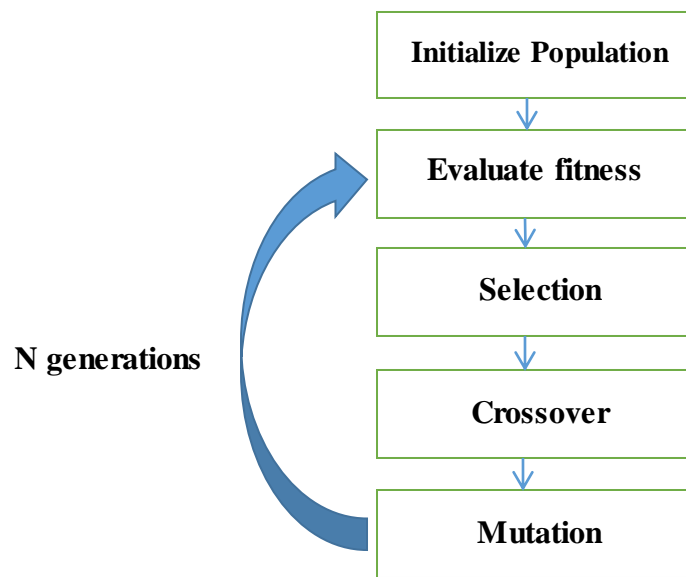 Initialize Population
Evaluate fitness
Selection
N generations
Crossover
Mutation